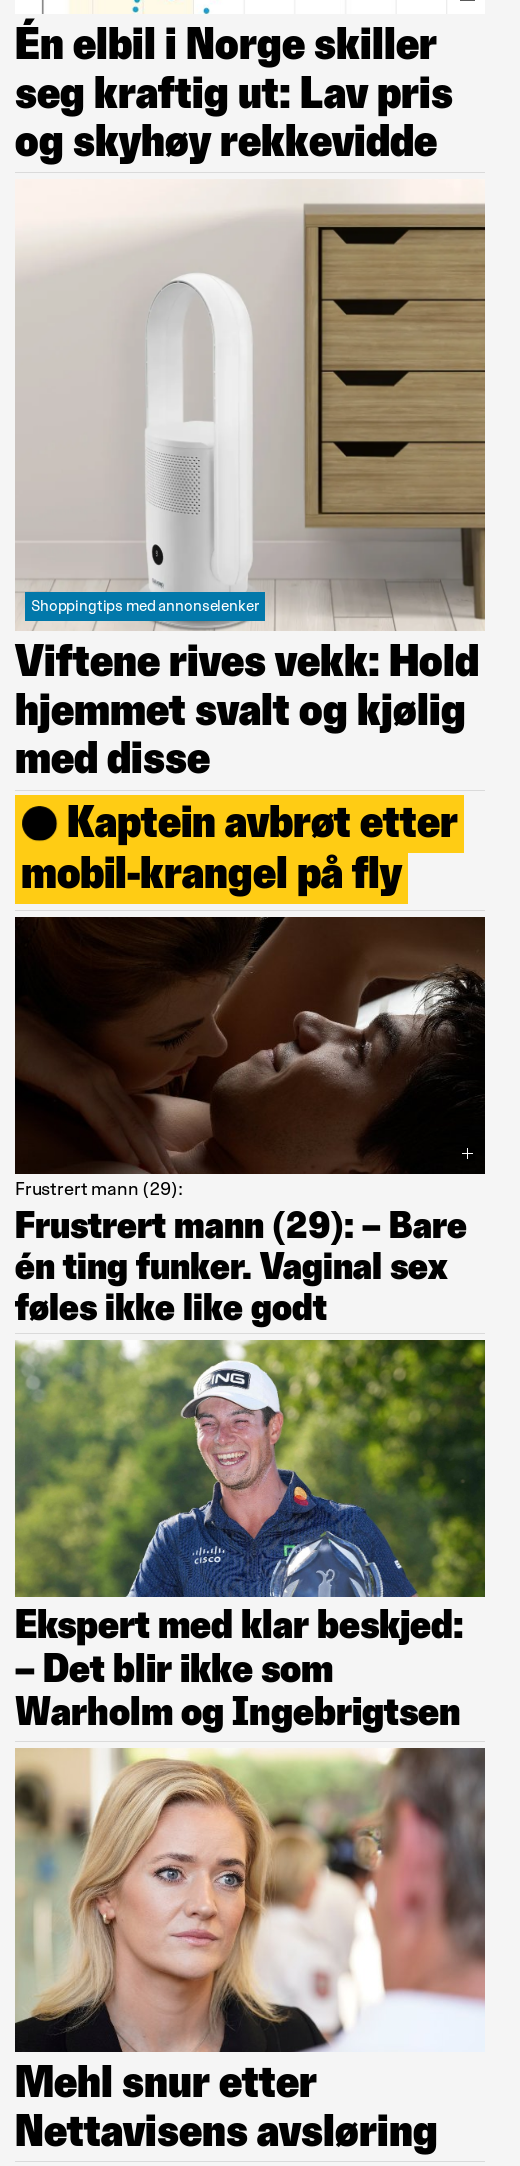 Én elbil i Norge skiller
seg kraftig ut: Lav pris
og skyhøy rekkevidde
Shoppingtips med annonselenker
Viftene rives vekk: Hold
hjemmet svalt og kjølig
med disse
Kaptein avbrøt etter
mobil-krangel på fly
Frustrert mann (29):
Frustrert mann (29): – Bare
én ting funker. Vaginal sex
føles ikke like godt
PING
CISCO
Ekspert med klar beskjed:
– Det blir ikke som
Warholm og Ingebrigtsen
Mehl snur etter
Nettavisens avsløring